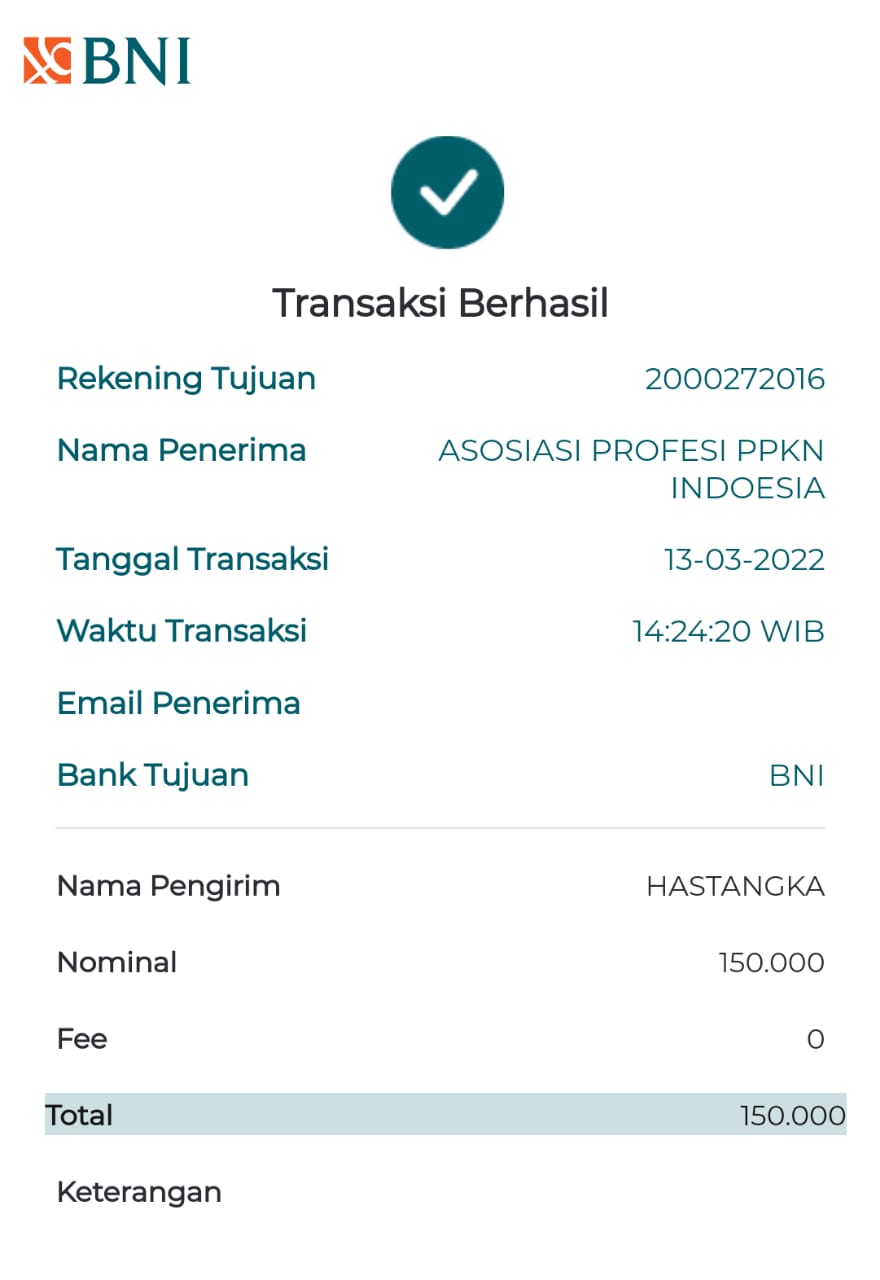 BNI
Transaksi Berhasil
Rekening Tujuan 2000272016
Nama Penerima ASOSIASI PROFESI PPKN
INDOESIA
Tanggal Transaksi 13-03-2022
Waktu Transaksi 14:24:20 WIB
Email Penerima
Bank Tujuan BNI
Nama Pengirim HASTANGKA
Nominal 150.000
Fee 0
Total 150.000
Keterangan